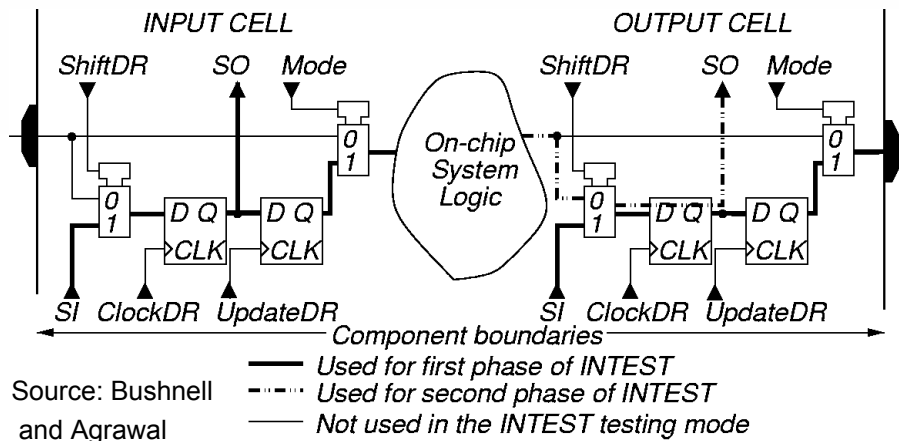 INPUT CELL
OUTPUT CELL
ShiftDR SO Mode
ShiftDR SO Mode
0
1
0
1
On-chip
System
Logic
0
1
0
1
D Q
CLK
D Q
CLK
D Q
CLK
D Q
CLK
SI ClockDR UpdateDR
SI ClockDR UpdateDR
Component boundaries
Used for first phase of INTEST
Used for second phase of INTEST
Not used in the INTEST testing mode
Source: Bushnell
and Agrawal